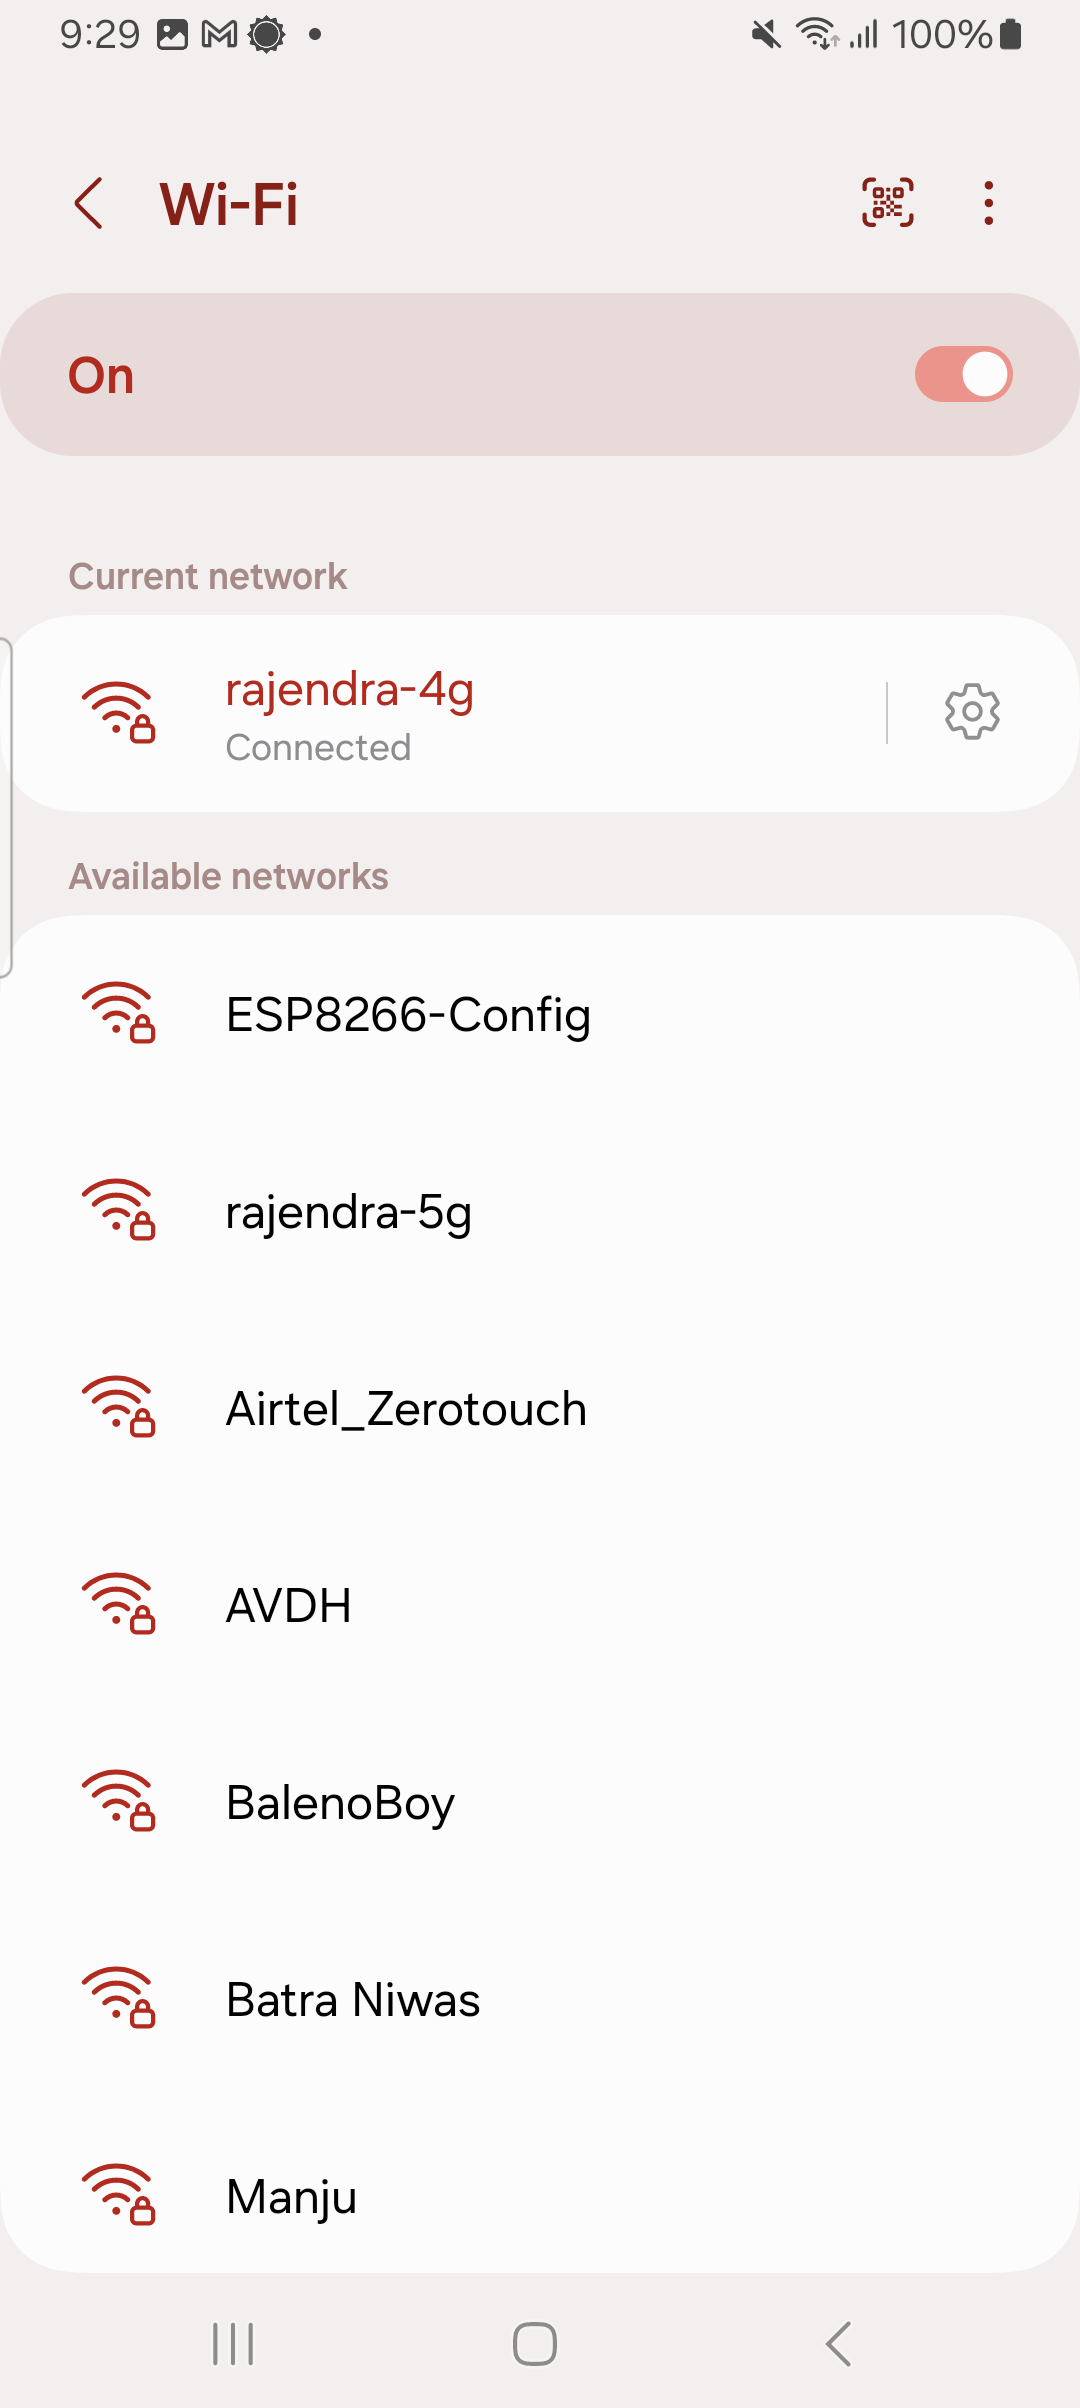 9:29 100%
Wi-Fi
On
Current network
rajendra-4g
Connected
Available networks
ESP8266-Config
rajendra-5g
Airtel_Zerotouch
AVDH
BalenoBoy
Batra Niwas
Manju